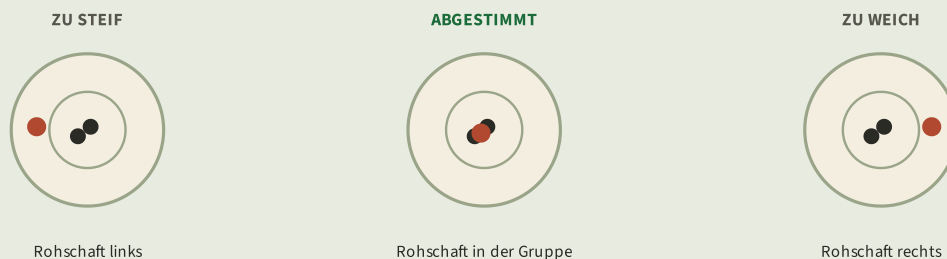 ZU STEIF
ABGESTIMMT
ZU WEICH
Rohschaft links
Rohschaft in der Gruppe
Rohschaft rechts